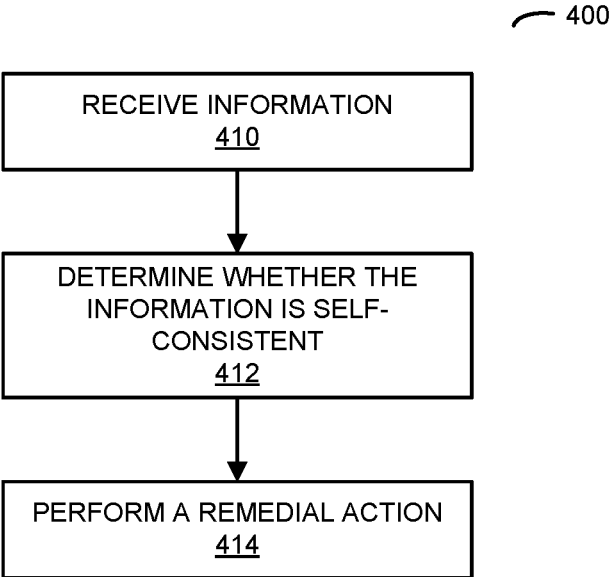 400
RECEIVE INFORMATION
410
DETERMINE WHETHER THE
INFORMATION IS SELF-
CONSISTENT
412
PERFORM A REMEDIAL ACTION
414